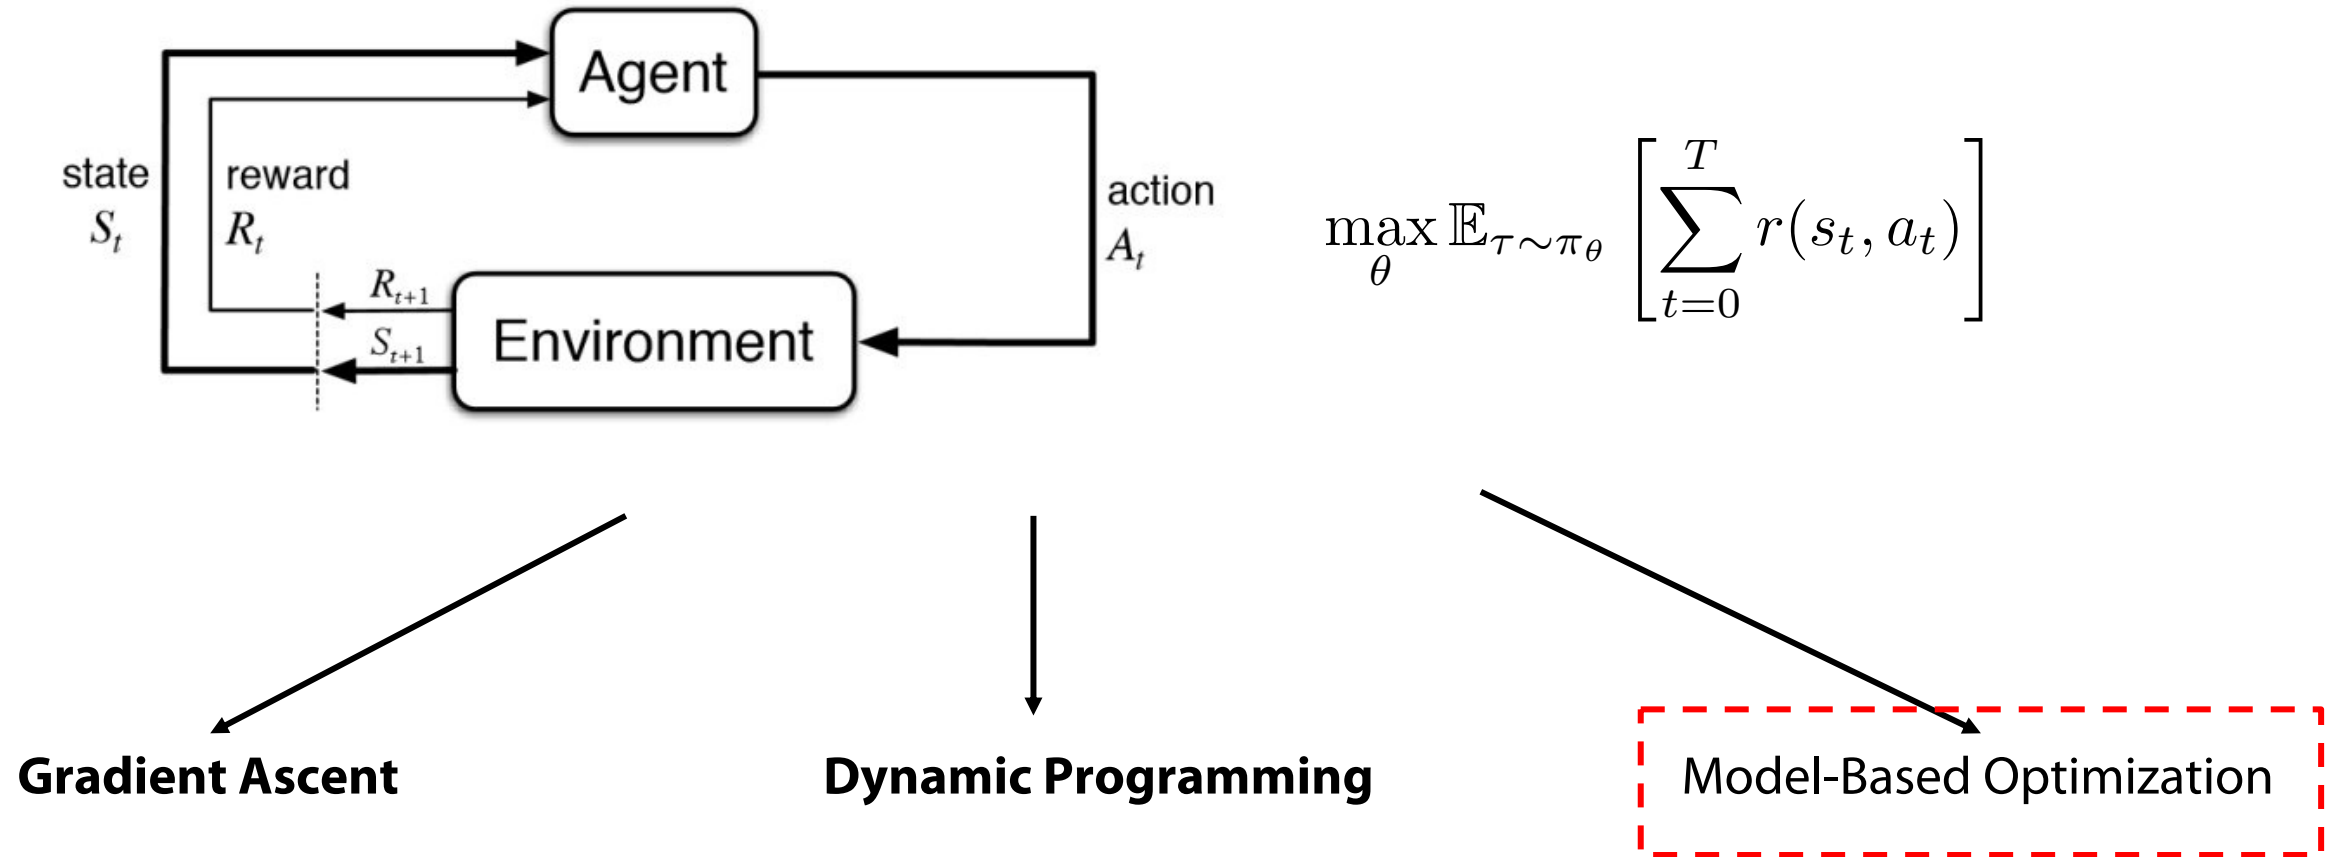 Agent
state
S_t
reward
R_t
action
A_t
R_{t+1}
S_{t+1}
Environment
max_θ 𝔼_{τ∼π_θ} [ ∑_{t=0}^{T} r(s_t, a_t) ]
Gradient Ascent
Dynamic Programming
Model-Based Optimization